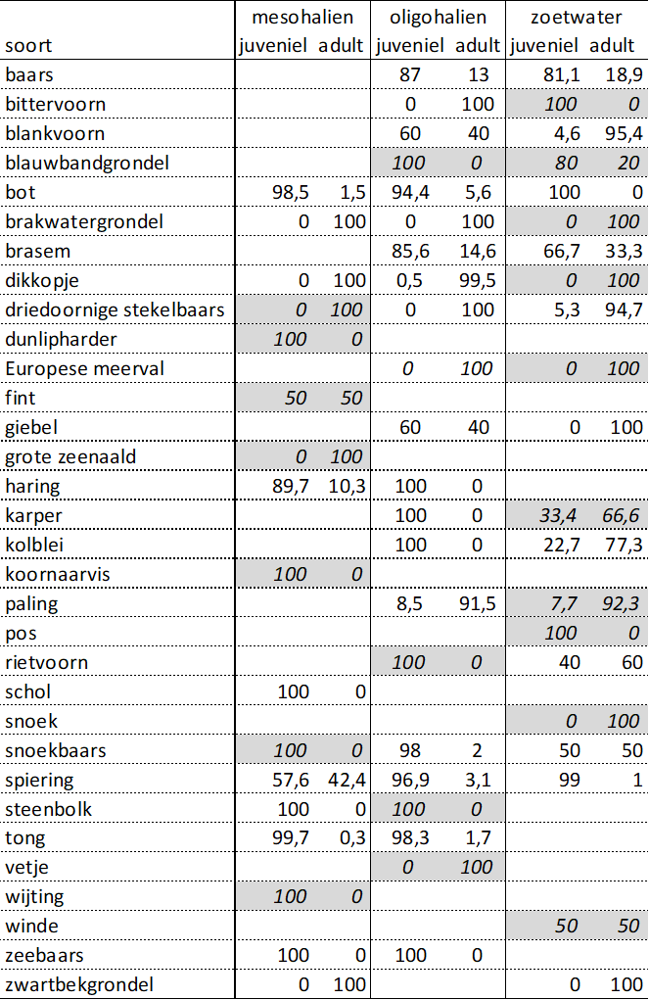 mesohalien oligohalien zoetwater
soort juveniel adult juveniel adult juveniel adult
baars 87 13 81,1 18,9
bittervoorn 0 100 100 0
blankvoorn 60 40 4,6 95,4
blauwbandgrondel 100 0 80 20
bot 98,5 1,5 94,4 5,6 100 0
brakwatergrondel 0 100 0 100 0 100
brasem 85,6 14,6 66,7 33,3
dikkopje 0 100 0,5 99,5 0 100
driedoornige stekelbaars 0 100 0 100 5,3 94,7
dunlipharder 100 0
Europese meerval 0 100 0 100
fint 50 50
giebel 60 40 0 100
grote zeenaald 0 100
haring 89,7 10,3 100 0
karper 100 0 33,4 66,6
kolblei 100 0 22,7 77,3
koornaarvis 100 0
paling 8,5 91,5 7,7 92,3
pos 100 0
rietvoorn 100 0 40 60
schol 100 0
snoek 0 100
snoekbaars 100 0 98 2 50 50
spiering 57,6 42,4 96,9 3,1 99 1
steenbolk 100 0 100 0
tong 99,7 0,3 98,3 1,7
vetje 0 100
wijting 100 0
winde 50 50
zeebaars 100 0 100 0
zwartbekgrondel 0 100 0 100